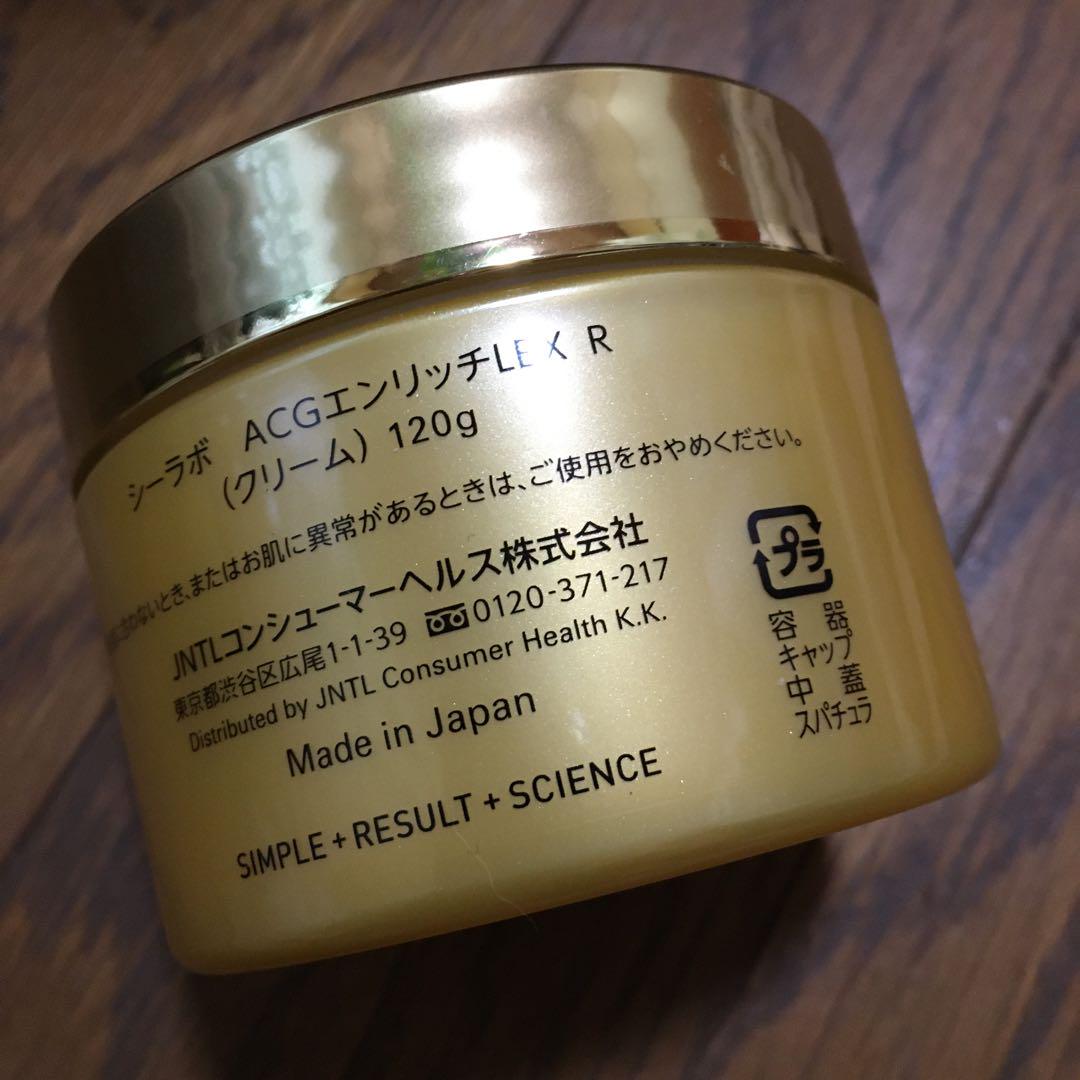 シーラボ ACGエンリッチLEX R
(クリーム) 120g
合わないとき、またはお肌に異常があるときは、ご使用をおやめください。
JNTLコンシューマーヘルス株式会社
東京都渋谷区広尾1-1-39 0120-371-217
Distributed by JNTL Consumer Health K.K.
Made in Japan
SIMPLE + RESULT + SCIENCE
プラ
容器
キャップ
中蓋
スパチュラ